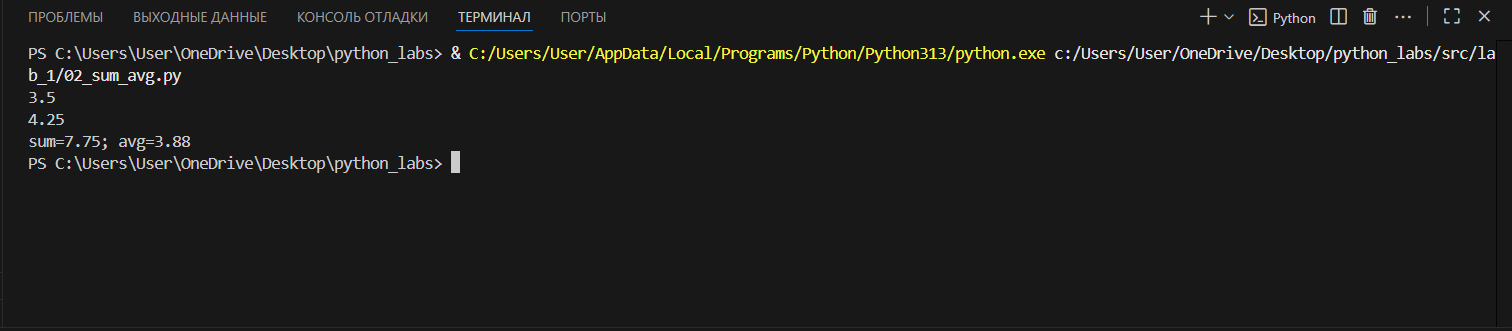 ПРОБЛЕМЫ ВЫХОДНЫЕ ДАННЫЕ КОНСОЛЬ ОТЛАДКИ ТЕРМИНАЛ ПОРТЫ Python
PS C:\Users\User\OneDrive\Desktop\python_labs> & C:/Users/User/AppData/Local/Programs/Python/Python313/python.exe c:/Users/User/OneDrive/Desktop/python_labs/src/la
b_1/02_sum_avg.py
3.5
4.25
sum=7.75; avg=3.88
PS C:\Users\User\OneDrive\Desktop\python_labs>